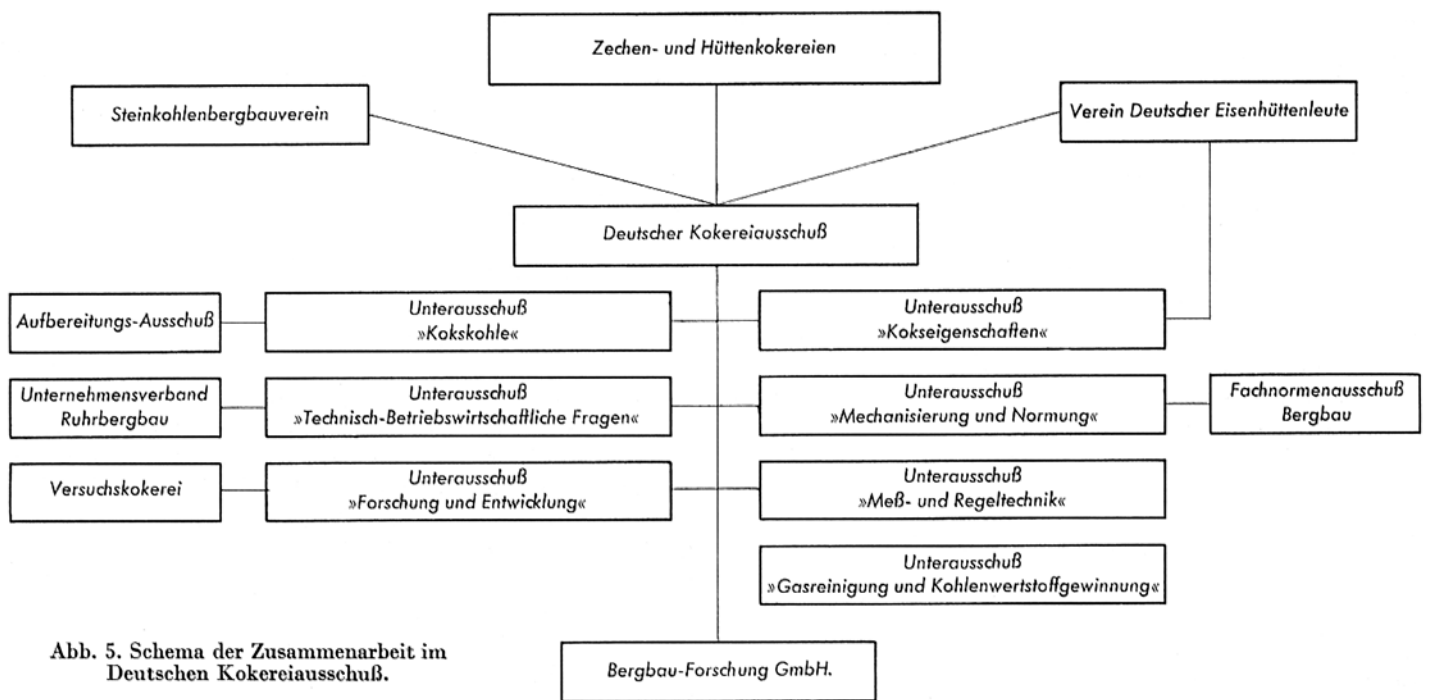 Zechen- und Hüttenkokereien
Steinkohlenbergbauverein
Verein Deutscher Eisenhüttenleute
Deutscher Kokereiausschuß
Aufbereitungs-Ausschuß
Unterausschuß
»Kokskohle«
Unterausschuß
»Kokseigenschaften«
Unternehmensverband
Ruhrbergbau
Unterausschuß
»Technisch-Betriebswirtschaftliche Fragen«
Unterausschuß
»Mechanisierung und Normung«
Fachnormenausschuß
Bergbau
Versuchskokerei
Unterausschuß
»Forschung und Entwicklung«
Unterausschuß
»Meß- und Regeltechnik«
Unterausschuß
»Gasreinigung und Kohlenwertstoffgewinnung«
Bergbau-Forschung GmbH.
Abb. 5. Schema der Zusammenarbeit im
Deutschen Kokereiausschuß.